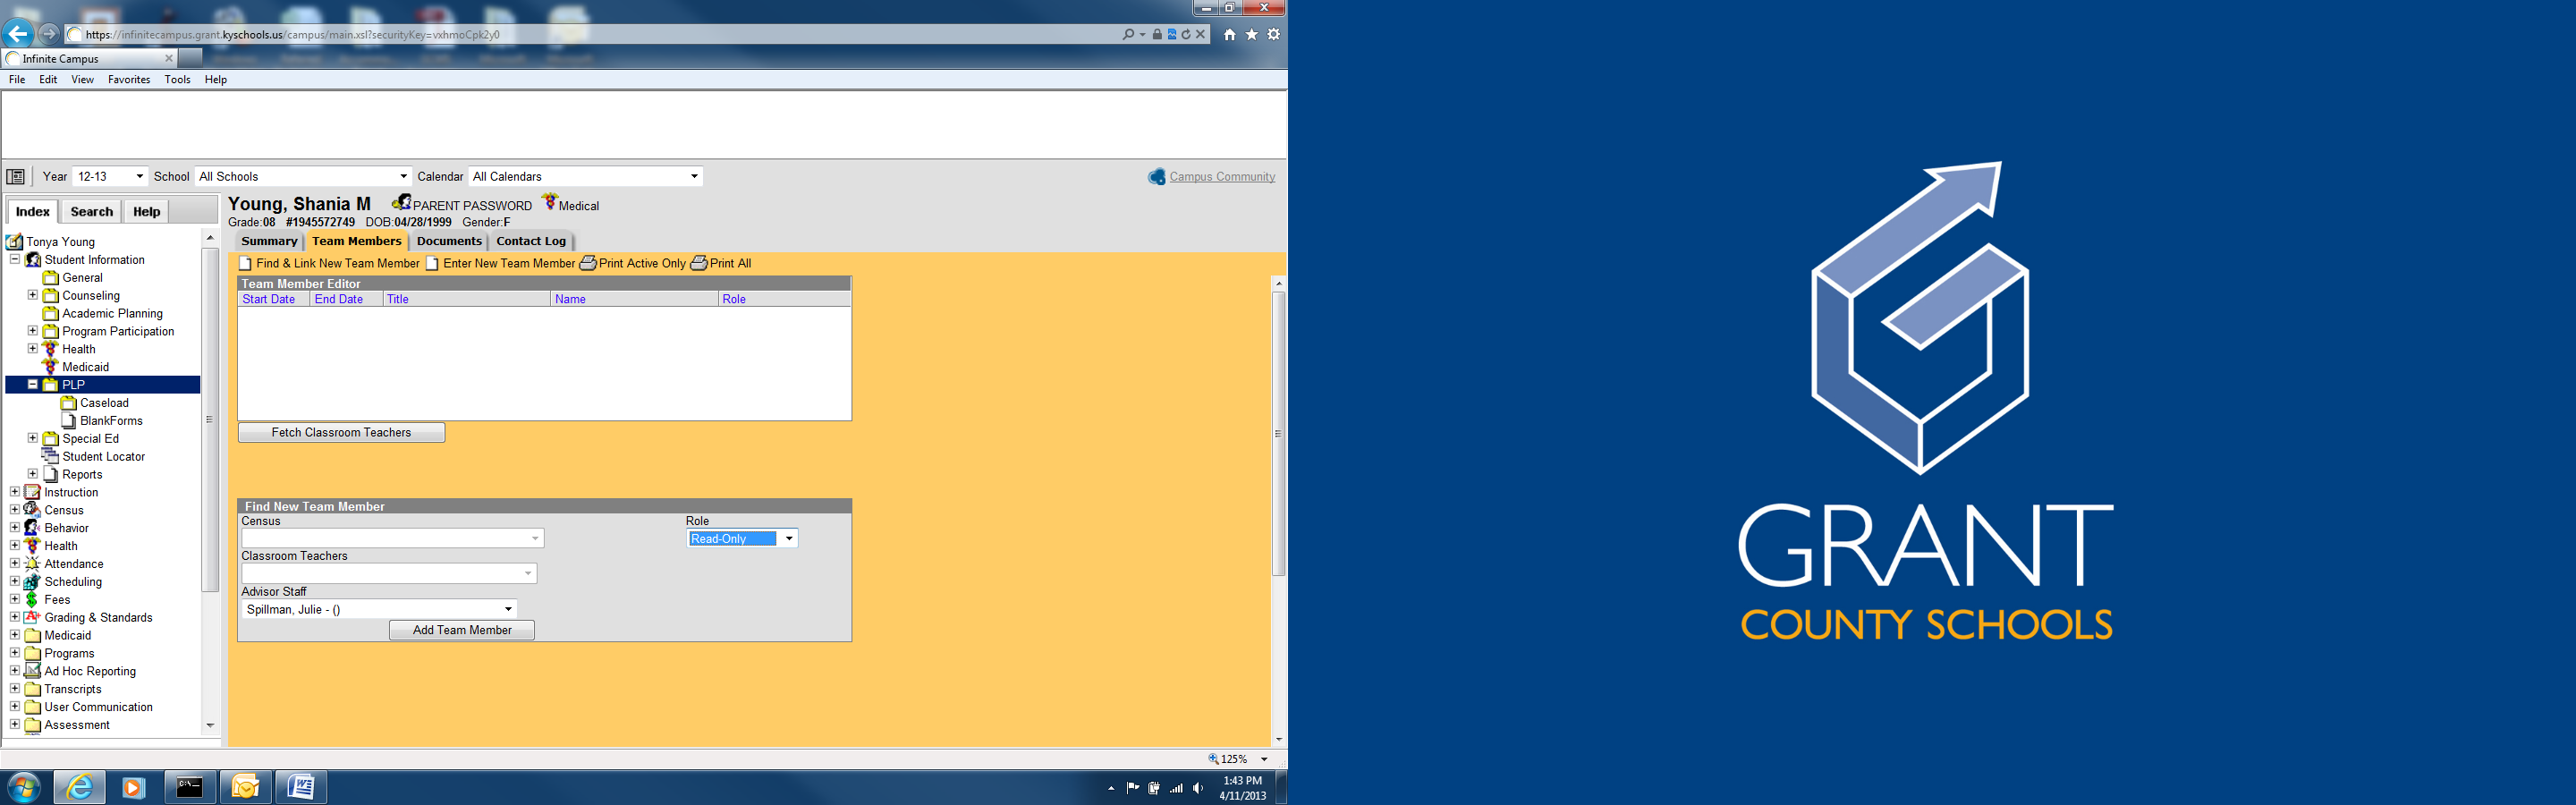 https://infinitecampus.grant.kyschools.us/campus/main.xsl?securityKey=vxhmoCpk2y0
Infinite Campus
File Edit View Favorites Tools Help
Year 12-13 School All Schools Calendar All Calendars Campus Community
Index Search Help
Young, Shania M PARENT PASSWORD Medical
Grade:08 #1945572749 DOB:04/28/1999 Gender:F
Summary Team Members Documents Contact Log
Find & Link New Team Member Enter New Team Member Print Active Only Print All
Team Member Editor
Start Date End Date Title Name Role
Fetch Classroom Teachers
Find New Team Member
Census Role
Read-Only
Classroom Teachers
Advisor Staff
Spillman, Julie - ()
Add Team Member
Tonya Young
Student Information
General
Counseling
Academic Planning
Program Participation
Health
Medicaid
PLP
Caseload
BlankForms
Special Ed
Student Locator
Reports
Instruction
Census
Behavior
Health
Attendance
Scheduling
Fees
Grading & Standards
Medicaid
Programs
Ad Hoc Reporting
Transcripts
User Communication
Assessment
125%
1:43 PM
4/11/2013
GRANT
COUNTY SCHOOLS